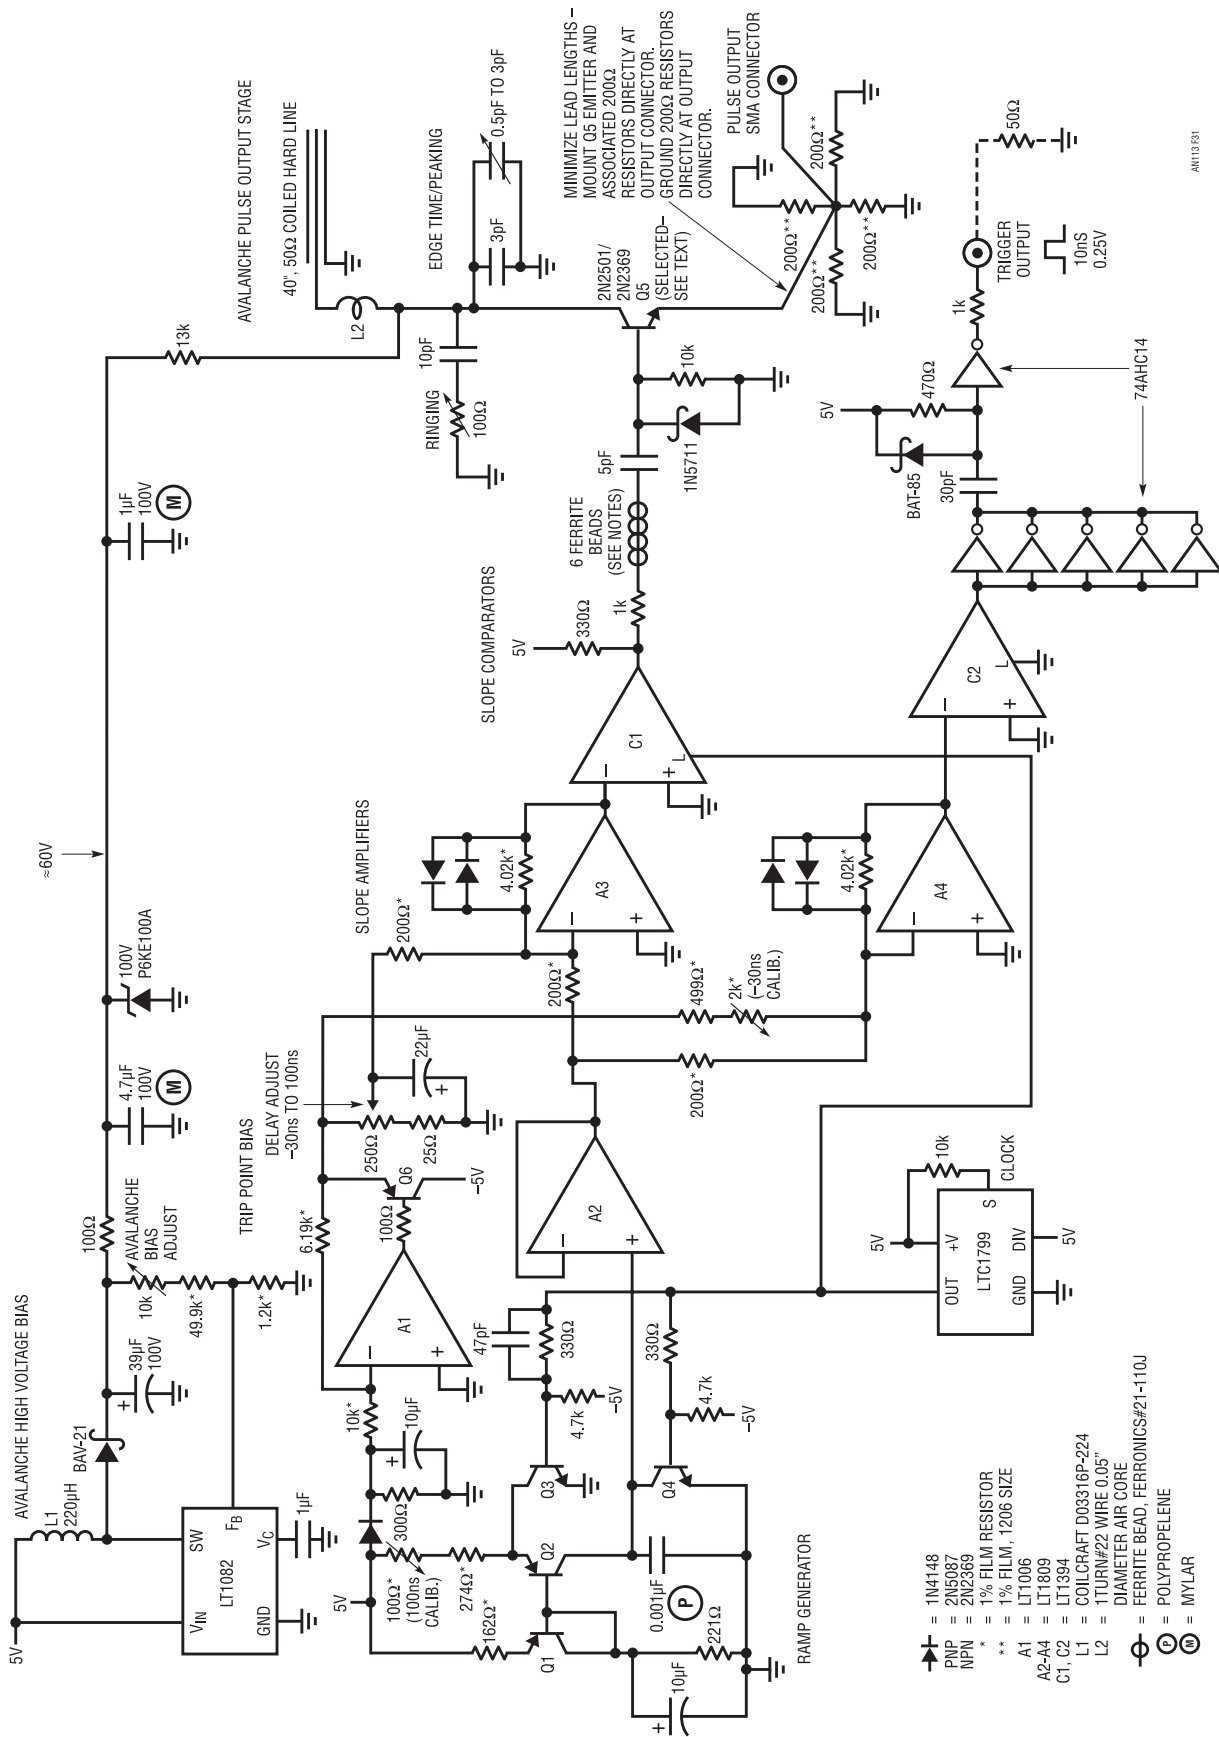 AVALANCHE HIGH VOLTAGE BIAS
5V
L1
220µH
BAV-21
SW
VIN
LT1082
GND
FB
VC
1µF
+
39µF
100V
10k
AVALANCHE
BIAS
ADJUST
49.9k*
1.2k*
100Ω
4.7µF
100V
M
100V
P6KE100A
≈60V
1µF
100V
M
13k
AVALANCHE PULSE OUTPUT STAGE
40", 50Ω COILED HARD LINE
L2
EDGE TIME/PEAKING
3pF
0.5pF TO 3pF
RINGING
100Ω
10pF
2N2501/
2N2369
Q5
(SELECTED–
SEE TEXT)
MINIMIZE LEAD LENGTHS –
MOUNT Q5 EMITTER AND
ASSOCIATED 200Ω
RESISTORS DIRECTLY AT
OUTPUT CONNECTOR.
GROUND 200Ω RESISTORS
DIRECTLY AT OUTPUT
CONNECTOR.
PULSE OUTPUT
SMA CONNECTOR
200Ω**
200Ω**
200Ω**
200Ω**
TRIP POINT BIAS
DELAY ADJUST
–30ns TO 100ns
250Ω
25Ω
22µF
+
6.19k*
Q6
100Ω
–5V
A1
–
+
10k*
+
10µF
300Ω
5V
100Ω*
(100ns
CALIB.)
274Ω*
162Ω*
Q1
Q2
Q3
Q4
47pF
330Ω
4.7k
–5V
330Ω
4.7k
–5V
0.001µF
P
221Ω
+
10µF
RAMP GENERATOR
A2
–
+
SLOPE AMPLIFIERS
200Ω*
200Ω*
4.02k*
A3
–
+
499Ω*
2k*
(–30ns
CALIB.)
200Ω*
4.02k*
A4
–
+
SLOPE COMPARATORS
5V
330Ω
1k
C1
–
+
L
6 FERRITE
BEADS
(SEE NOTES)
5pF
1N5711
10k
C2
–
+
L
5V
BAT-85
470Ω
30pF
74AHC14
1k
TRIGGER
OUTPUT
10nS
0.25V
50Ω
5V
10k
OUT
+V
S
CLOCK
LTC1799
GND
DIV
5V
= 1N4148
PNP = 2N5087
NPN = 2N2369
* = 1% FILM RESISTOR
** = 1% FILM, 1206 SIZE
A1 = LT1006
A2-A4 = LT1809
C1, C2 = LT1394
L1 = COILCRAFT D03316P-224
L2 = 1TURN#22 WIRE 0.05"
DIAMETER AIR CORE
= FERRITE BEAD, FERRONICS#21-110J
P = POLYPROPELENE
M = MYLAR
AN113 F31